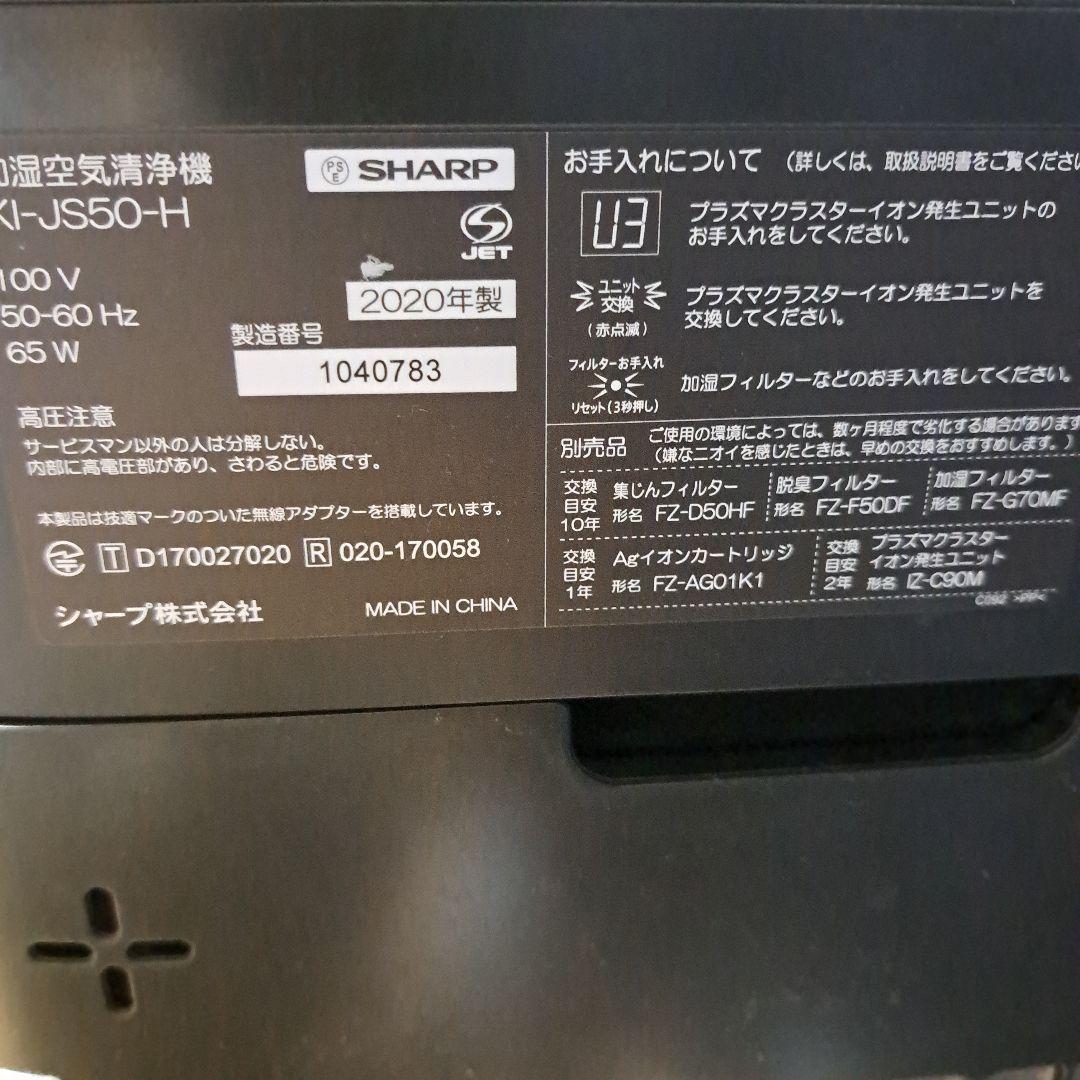 加湿空気清浄機
KI-JS50-H
PS
E
SHARP
JET
100 V
50-60 Hz
65 W
2020年製
製造番号
1040783
高圧注意
サービスマン以外の人は分解しない。
内部に高電圧部があり、さわると危険です。
本製品は技適マークのついた無線アダプターを搭載しています。
T D170027020 R 020-170058
シャープ株式会社
MADE IN CHINA
お手入れについて (詳しくは、取扱説明書をご覧くださ
U3
プラズマクラスターイオン発生ユニットの
お手入れをしてください。
ユニット
交換
(赤点滅)
プラズマクラスターイオン発生ユニットを
交換してください。
フィルターお手入れ
リセット(3秒押し)
加湿フィルターなどのお手入れをしてください。
別売品
ご使用の環境によっては、数ヶ月程度で劣化する場合があります
(嫌なニオイを感じたときは、早めの交換をおすすめします。)
交換
目安
10年
集じんフィルター
形名 FZ-D50HF
脱臭フィルター
形名 FZ-F50DF
加湿フィルター
形名 FZ-G70MF
交換
目安
1年
Agイオンカートリッジ
形名 FZ-AG01K1
交換
目安
2年
プラズマクラスター
イオン発生ユニット
形名 IZ-C90M